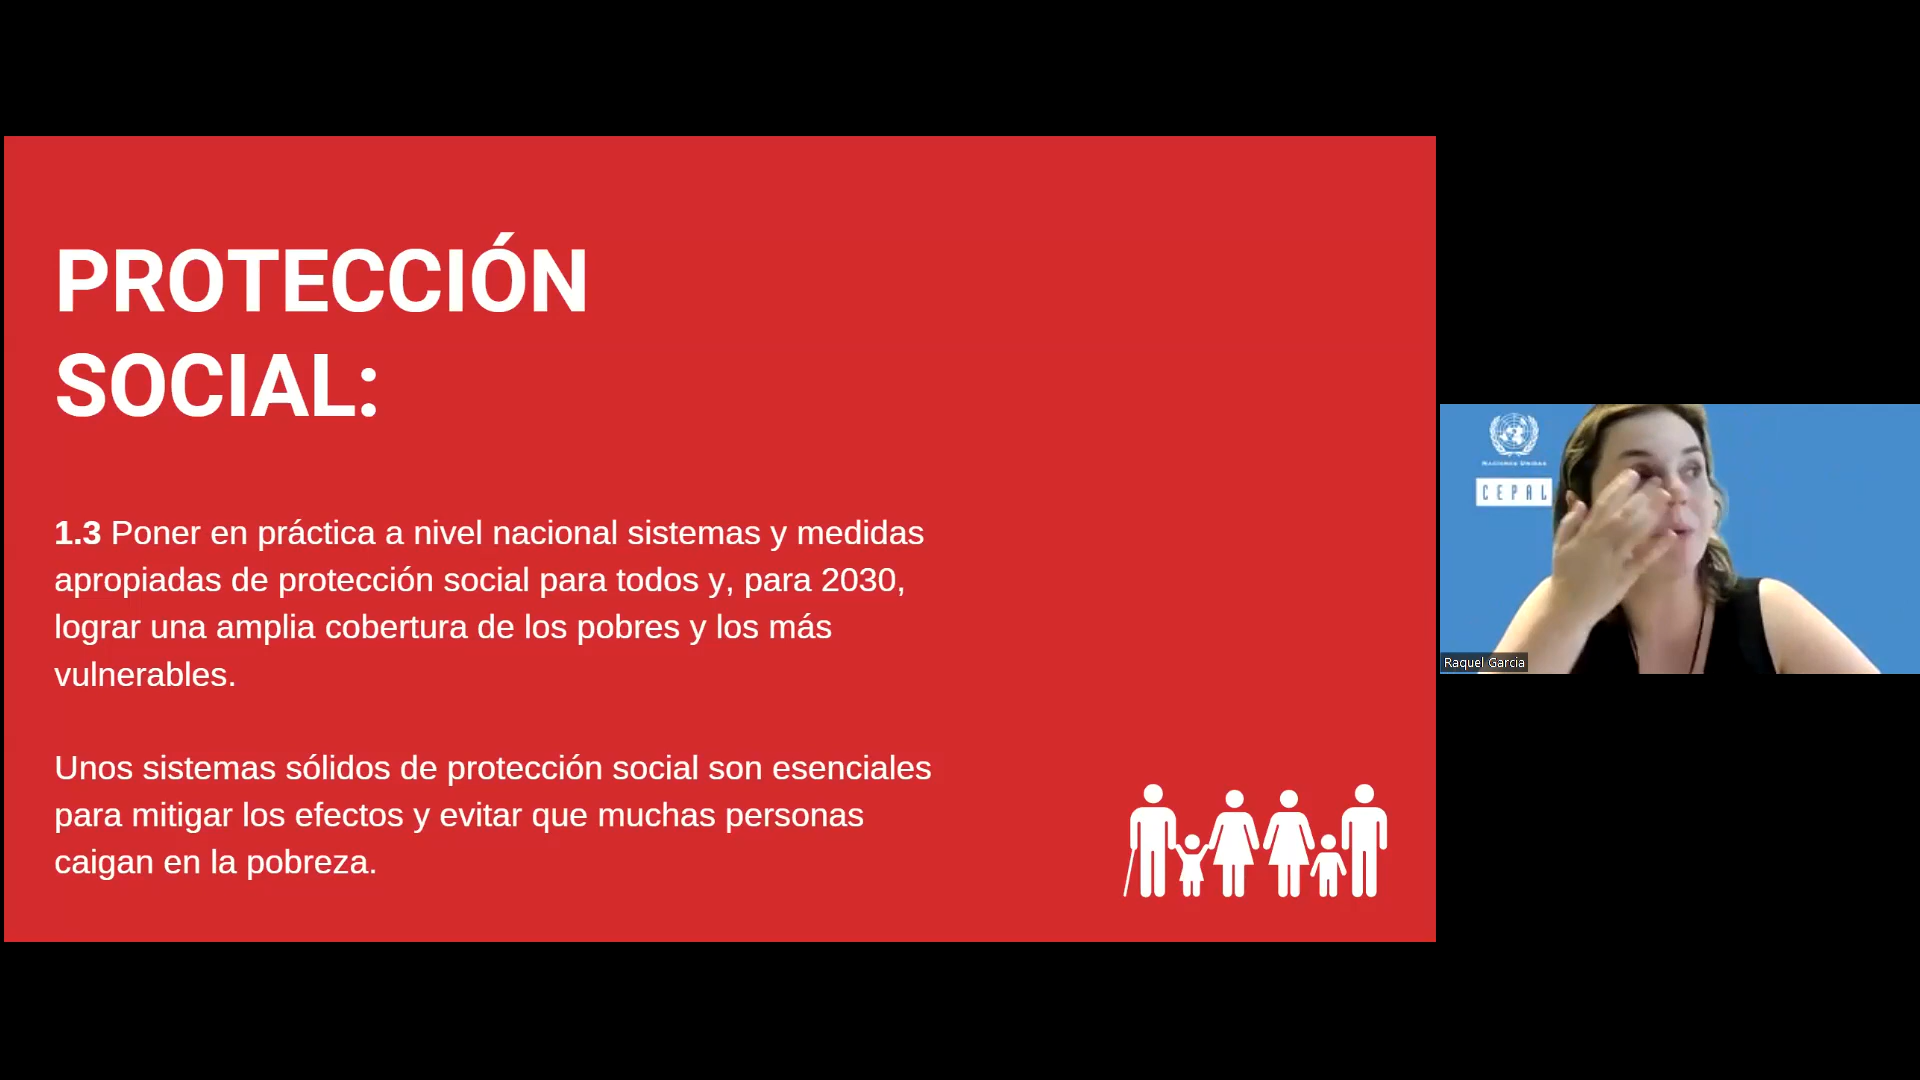 PROTECCIÓN
SOCIAL:
1.3 Poner en práctica a nivel nacional sistemas y medidas
apropiadas de protección social para todos y, para 2030,
lograr una amplia cobertura de los pobres y los más
vulnerables.
Unos sistemas sólidos de protección social son esenciales
para mitigar los efectos y evitar que muchas personas
caigan en la pobreza.
NACIONES UNIDAS
CEPAL
Raquel Garcia